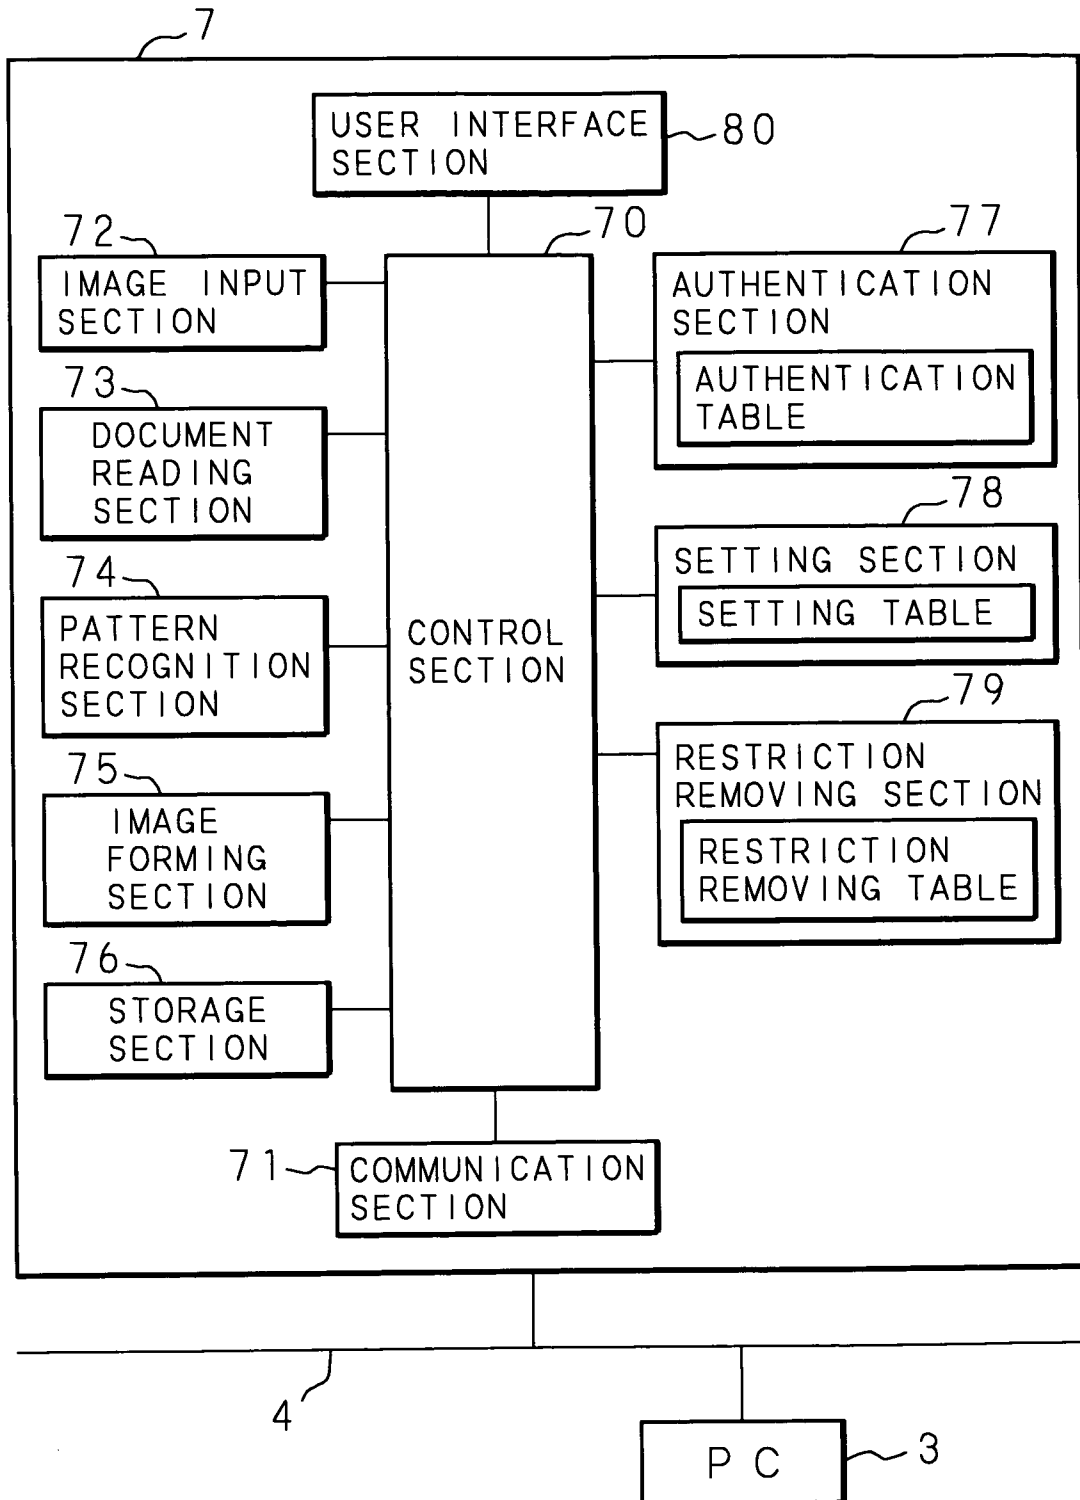 7
USER INTERFACE
SECTION
80
70
72
IMAGE INPUT
SECTION
73
DOCUMENT
READING
SECTION
74
PATTERN
RECOGNITION
SECTION
75
IMAGE
FORMING
SECTION
76
STORAGE
SECTION
CONTROL
SECTION
77
AUTHENTICATION
SECTION
AUTHENTICATION
TABLE
78
SETTING SECTION
SETTING TABLE
79
RESTRICTION
REMOVING SECTION
RESTRICTION
REMOVING TABLE
71
COMMUNICATION
SECTION
4
PC
3